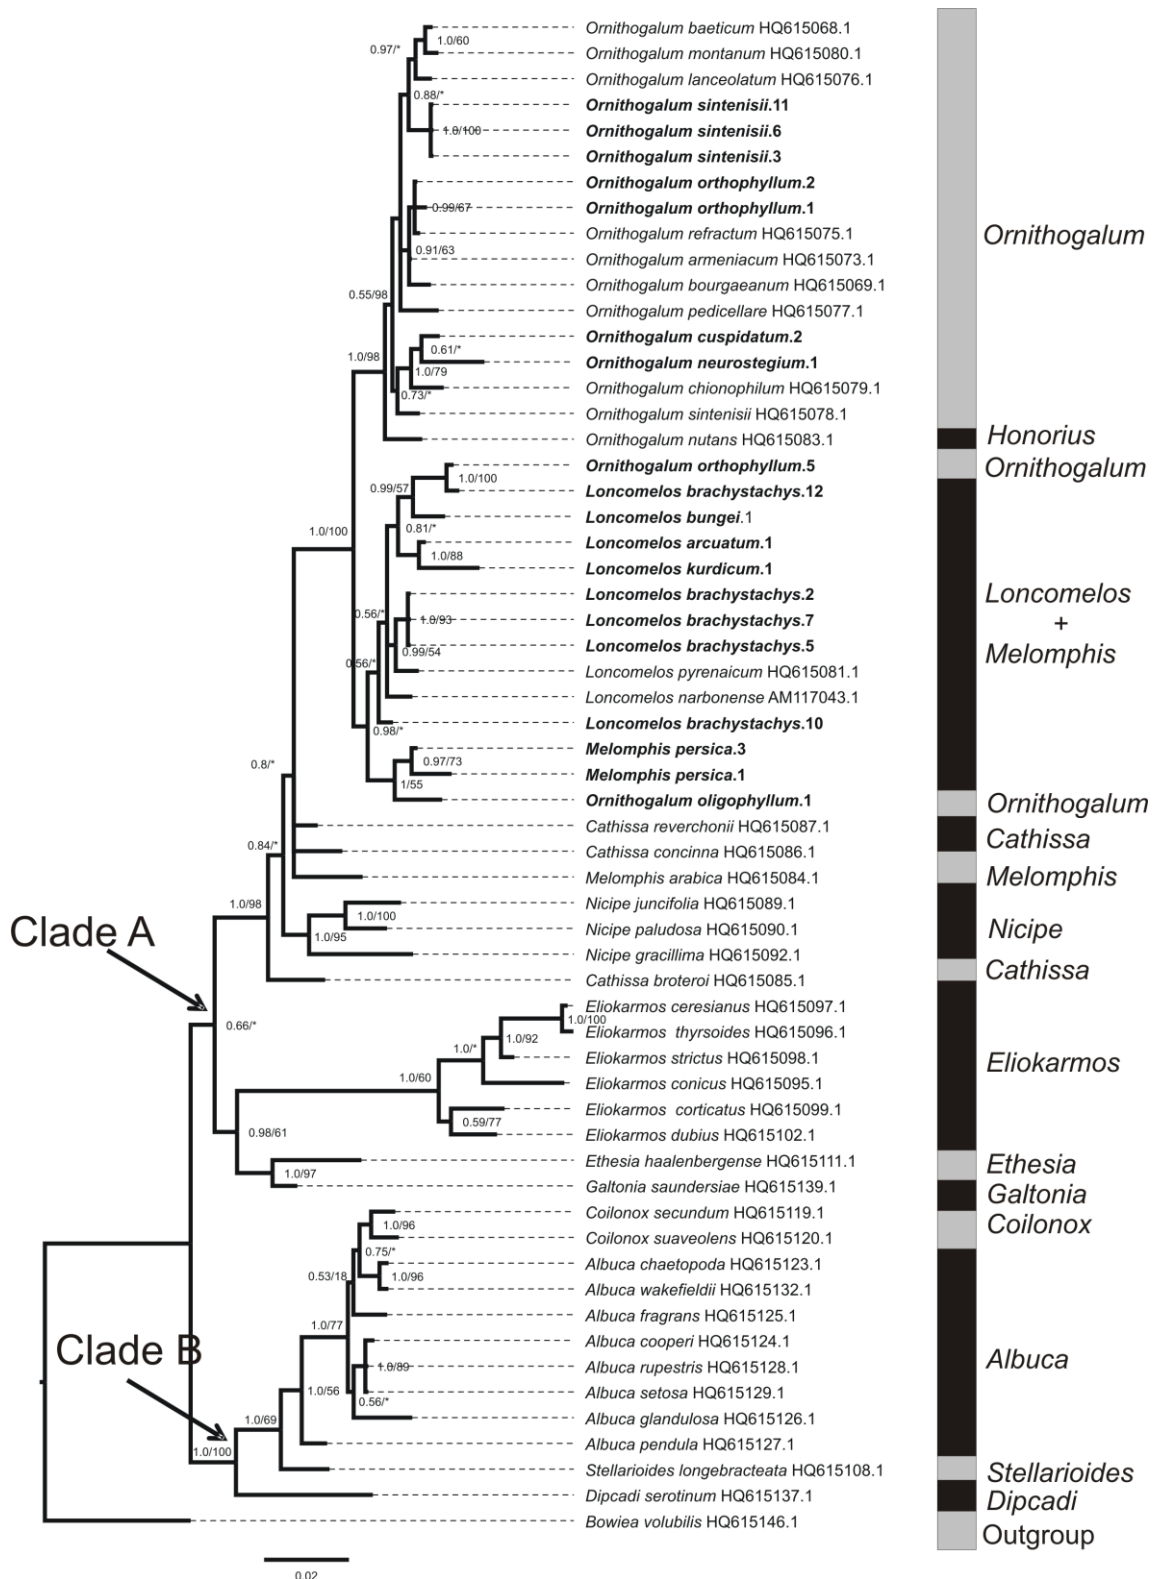 Ornithogalum baeticum HQ615068.1
1.0/60
0.97/*
Ornithogalum montanum HQ615080.1
Ornithogalum lanceolatum HQ615076.1
0.88/*
Ornithogalum sintenisii.11
1.0/100
Ornithogalum sintenisii.6
Ornithogalum sintenisii.3
Ornithogalum orthophyllum.2
0.99/67
Ornithogalum orthophyllum.1
Ornithogalum refractum HQ615075.1
0.91/63
Ornithogalum armeniacum HQ615073.1
Ornithogalum bourgaeanum HQ615069.1
0.55/98
Ornithogalum pedicellare HQ615077.1
Ornithogalum cuspidatum.2
0.61/*
1.0/98
Ornithogalum neurostegium.1
1.0/79
Ornithogalum chionophilum HQ615079.1
0.73/*
Ornithogalum sintenisii HQ615078.1
Ornithogalum nutans HQ615083.1
Ornithogalum orthophyllum.5
1.0/100
0.99/57
Loncomelos brachystachys.12
Loncomelos bungei.1
0.81/*
1.0/100
Loncomelos arcuatum.1
1.0/88
Loncomelos kurdicum.1
Loncomelos brachystachys.2
0.56/*
1.0/93
Loncomelos brachystachys.7
Loncomelos brachystachys.5
0.99/54
0.56/*
Loncomelos pyrenaicum HQ615081.1
Loncomelos narbonense AM117043.1
Loncomelos brachystachys.10
0.98/*
Melomphis persica.3
0.97/73
0.8/*
Melomphis persica.1
1/55
Ornithogalum oligophyllum.1
Cathissa reverchonii HQ615087.1
0.84/*
Cathissa concinna HQ615086.1
Melomphis arabica HQ615084.1
1.0/98
Nicipe juncifolia HQ615089.1
1.0/100
Nicipe paludosa HQ615090.1
1.0/95
Nicipe gracillima HQ615092.1
Cathissa broteroi HQ615085.1
Clade A
Eliokarmos ceresianus HQ615097.1
1.0/100
0.66/*
Eliokarmos thyrsoides HQ615096.1
1.0/92
1.0/*
Eliokarmos strictus HQ615098.1
1.0/60
Eliokarmos conicus HQ615095.1
Eliokarmos corticatus HQ615099.1
0.59/77
0.98/61
Eliokarmos dubius HQ615102.1
Ethesia haalenbergense HQ615111.1
1.0/97
Galtonia saundersiae HQ615139.1
Coilonox secundum HQ615119.1
1.0/96
Coilonox suaveolens HQ615120.1
0.75/*
Albuca chaetopoda HQ615123.1
0.53/18
1.0/96
Albuca wakefieldii HQ615132.1
Albuca fragrans HQ615125.1
1.0/77
Albuca cooperi HQ615124.1
Clade B
1.0/89
Albuca rupestris HQ615128.1
1.0/56
Albuca setosa HQ615129.1
0.56/*
Albuca glandulosa HQ615126.1
1.0/69
Albuca pendula HQ615127.1
1.0/100
Stellarioides longebracteata HQ615108.1
Dipcadi serotinum HQ615137.1
Bowiea volubilis HQ615146.1
0.02
Ornithogalum
Honorius
Ornithogalum
Loncomelos
+
Melomphis
Ornithogalum
Cathissa
Melomphis
Nicipe
Cathissa
Eliokarmos
Ethesia
Galtonia
Coilonox
Albuca
Stellarioides
Dipcadi
Outgroup